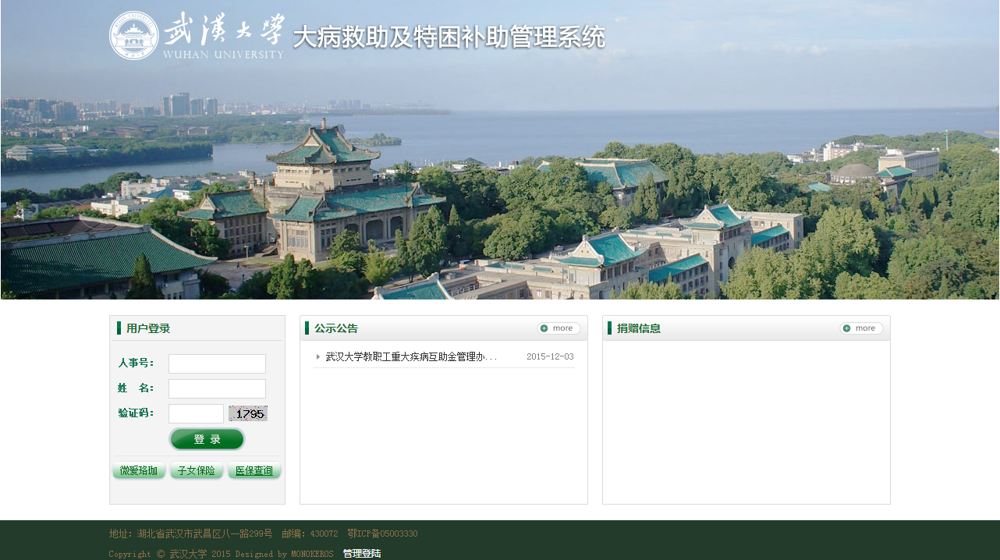 武漢大學
WUHAN UNIVERSITY
大病救助及特困补助管理系统
用户登录
人事号:
姓 名:
验证码:
1795
登 录
微爱珞珈 子女保险 医保查询
公示公告
more
武汉大学教职工重大疾病互助金管理办... 2015-12-03
捐赠信息
more
地址: 湖北省武汉市武昌区八一路299号 邮编: 430072 鄂ICP备05003330
Copyright © 武汉大学 2015 Designed by MONOKEROS 管理登陆